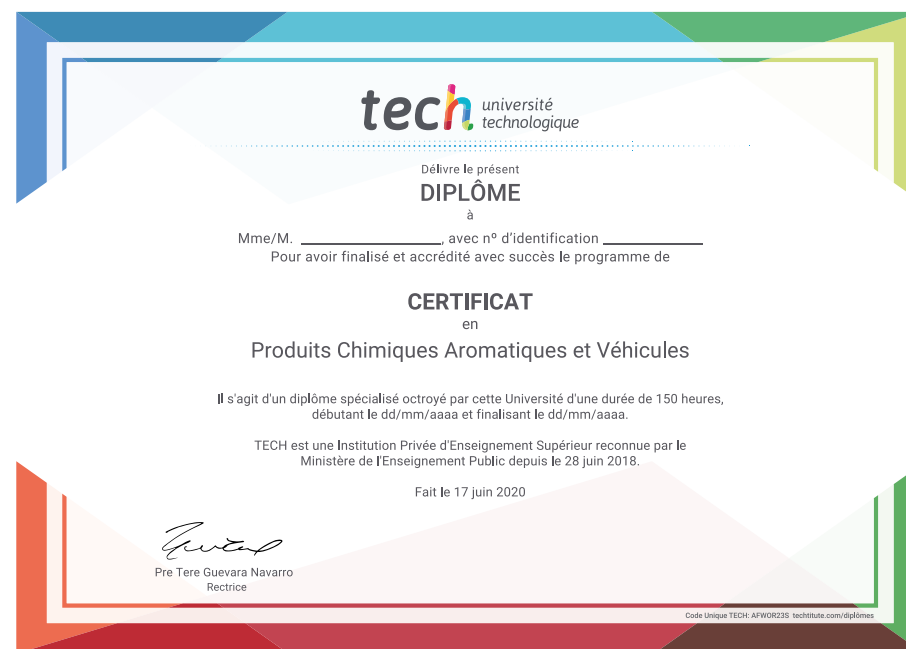 tech université
technologique
Délivre le présent
DIPLÔME
à
Mme/M. ____________________, avec nº d'identification ______________
Pour avoir finalisé et accrédité avec succès le programme de
CERTIFICAT
en
Produits Chimiques Aromatiques et Véhicules
Il s'agit d'un diplôme spécialisé octroyé par cette Université d'une durée de 150 heures,
débutant le dd/mm/aaaa et finalisant le dd/mm/aaaa.
TECH est une Institution Privée d'Enseignement Supérieur reconnue par le
Ministère de l'Enseignement Public depuis le 28 juin 2018.
Fait le 17 juin 2020
Pre Tere Guevara Navarro
Rectrice
Code Unique TECH: AFWOR23S techtitute.com/diplômes